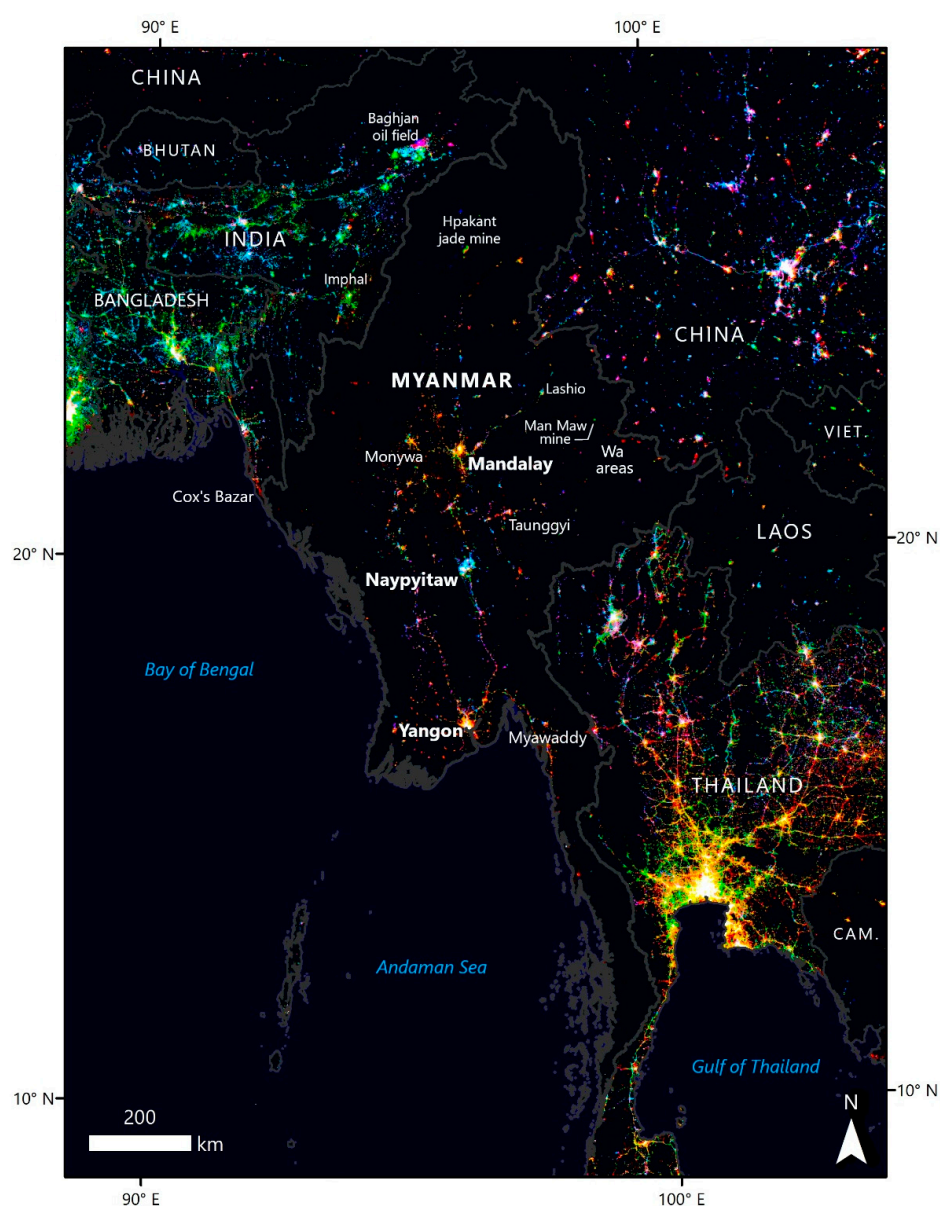 90° E
100° E
CHINA
Baghjan
oil field
BHUTAN
Hpakant
jade mine
INDIA
Imphal
BANGLADESH
CHINA
MYANMAR
Lashio
Man Maw
mine
VIET.
Monywa
Mandalay
Wa
areas
Cox's Bazar
Taunggyi
LAOS
20° N
20° N
Naypyitaw
Bay of Bengal
Yangon
Myawaddy
THAILAND
CAM.
Andaman Sea
Gulf of Thailand
10° N
10° N
200
km
N
90° E
100° E